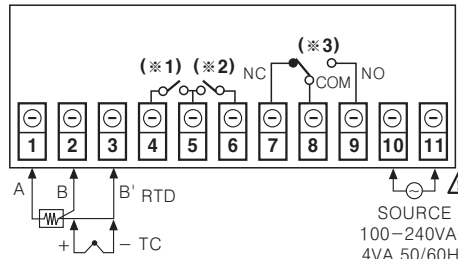 (※3)
(※1) (※2) NC COM NO
1 2 3 4 5 6 7 8 9 10 11
A B B' RTD
+ − TC
SOURCE
100−240VA
4VA 50/60H